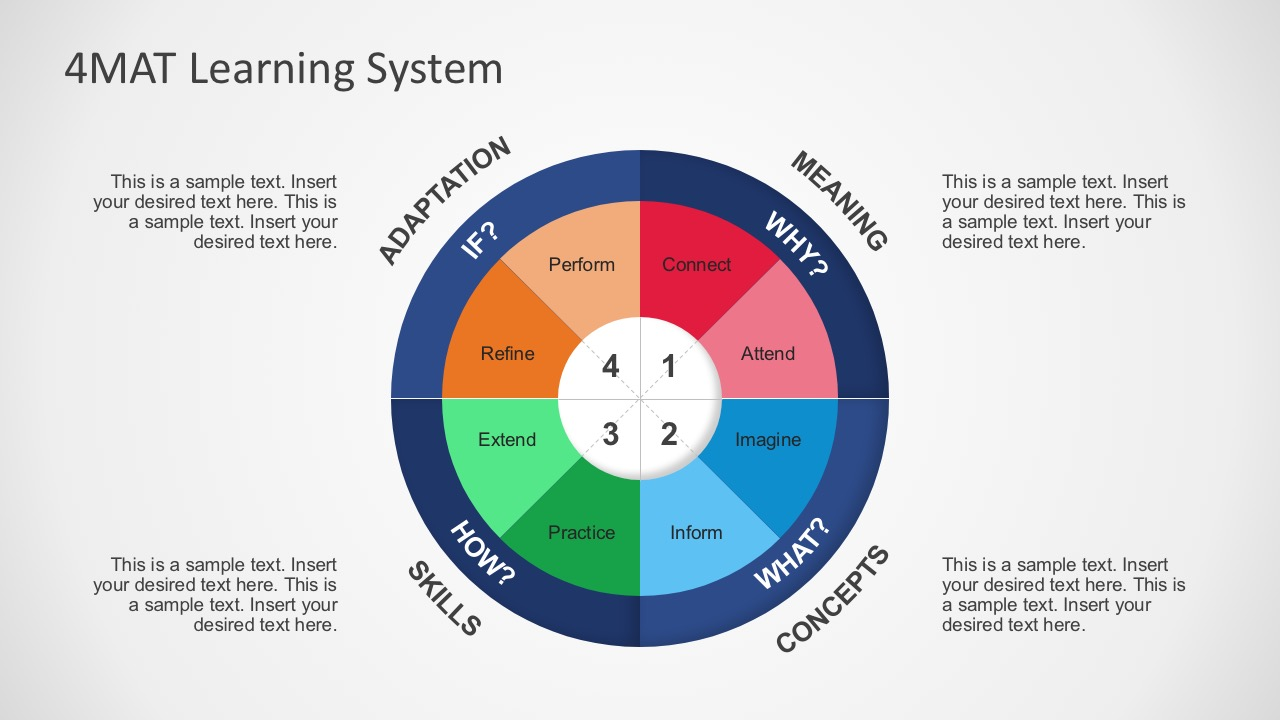 4MAT Learning System
This is a sample text. Insert
your desired text here. This is
a sample text. Insert your
desired text here.
ADAPTATION
MEANING
This is a sample text. Insert
your desired text here. This is
a sample text. Insert your
desired text here.
IF?
WHY?
Perform
Connect
Refine
Attend
4
1
3
2
Extend
Imagine
Practice
Inform
HOW?
WHAT?
This is a sample text. Insert
your desired text here. This is
a sample text. Insert your
desired text here.
SKILLS
CONCEPTS
This is a sample text. Insert
your desired text here. This is
a sample text. Insert your
desired text here.